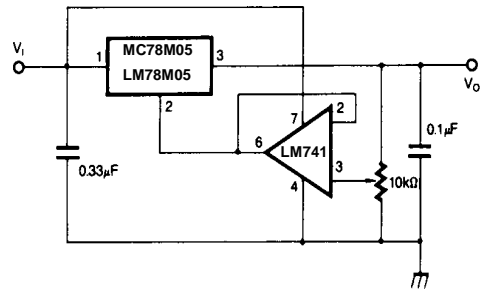 V_I
1
MC78M05
LM78M05
3
V_O
2
7
2
6
LM741
3
4
0.33μF
10kΩ
0.1μF